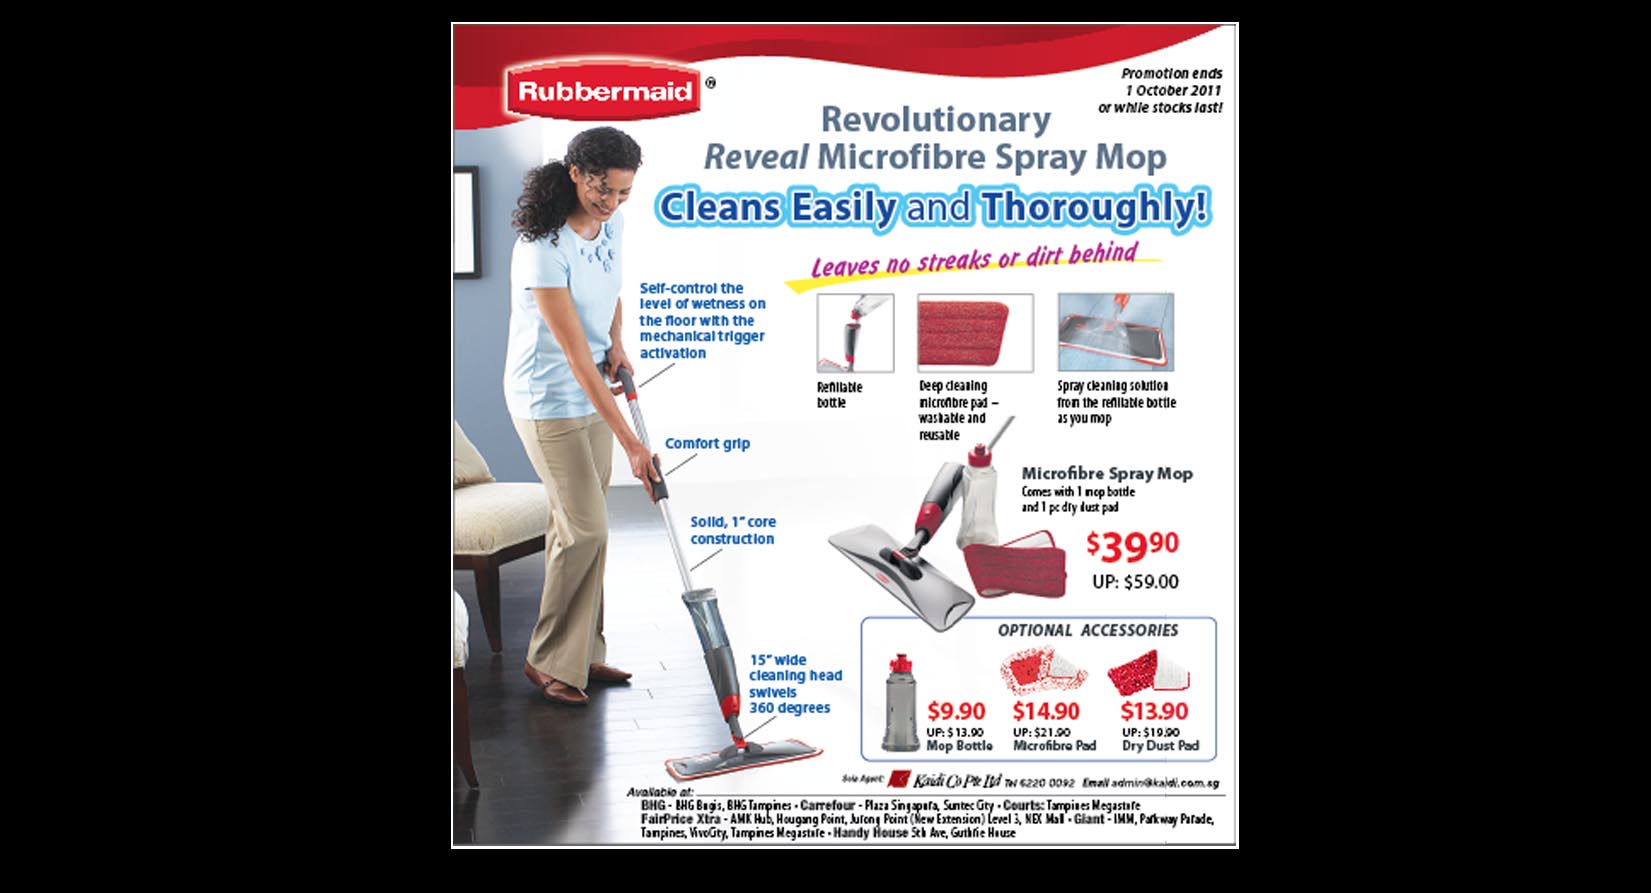 Rubbermaid ®
Promotion ends
1 October 2011
or while stocks last!
Revolutionary
Reveal Microfibre Spray Mop
Cleans Easily and Thoroughly!
Leaves no streaks or dirt behind
Self-control the
level of wetness on
the floor with the
mechanical trigger
activation
Refillable
bottle
Deep cleaning
microfibre pad –
washable and
reusable
Spray cleaning solution
from the refillable bottle
as you mop
Comfort grip
Microfibre Spray Mop
Comes with 1 mop bottle
and 1 pc dry dust pad
$3990
UP: $59.00
Solid, 1" core
construction
15" wide
cleaning head
swivels
360 degrees
OPTIONAL ACCESSORIES
$9.90
UP: $13.90
Mop Bottle
$14.90
UP: $21.90
Microfibre Pad
$13.90
UP: $19.90
Dry Dust Pad
Sole Agent: Kaidi Co Pte Ltd Tel 6220 0092 Email admin@kaidi.com.sg
Available at:
BHG - BHG Bugis, BHG Tampines • Carrefour - Plaza Singapura, Suntec City • Courts: Tampines Megastore
FairPrice Xtra - AMK Hub, Hougang Point, Jurong Point (New Extension) Level 3, NEX Mall • Giant - IMM, Parkway Parade,
Tampines, VivoCity, Tampines Megastore • Handy House 5th Ave, Guthrie House